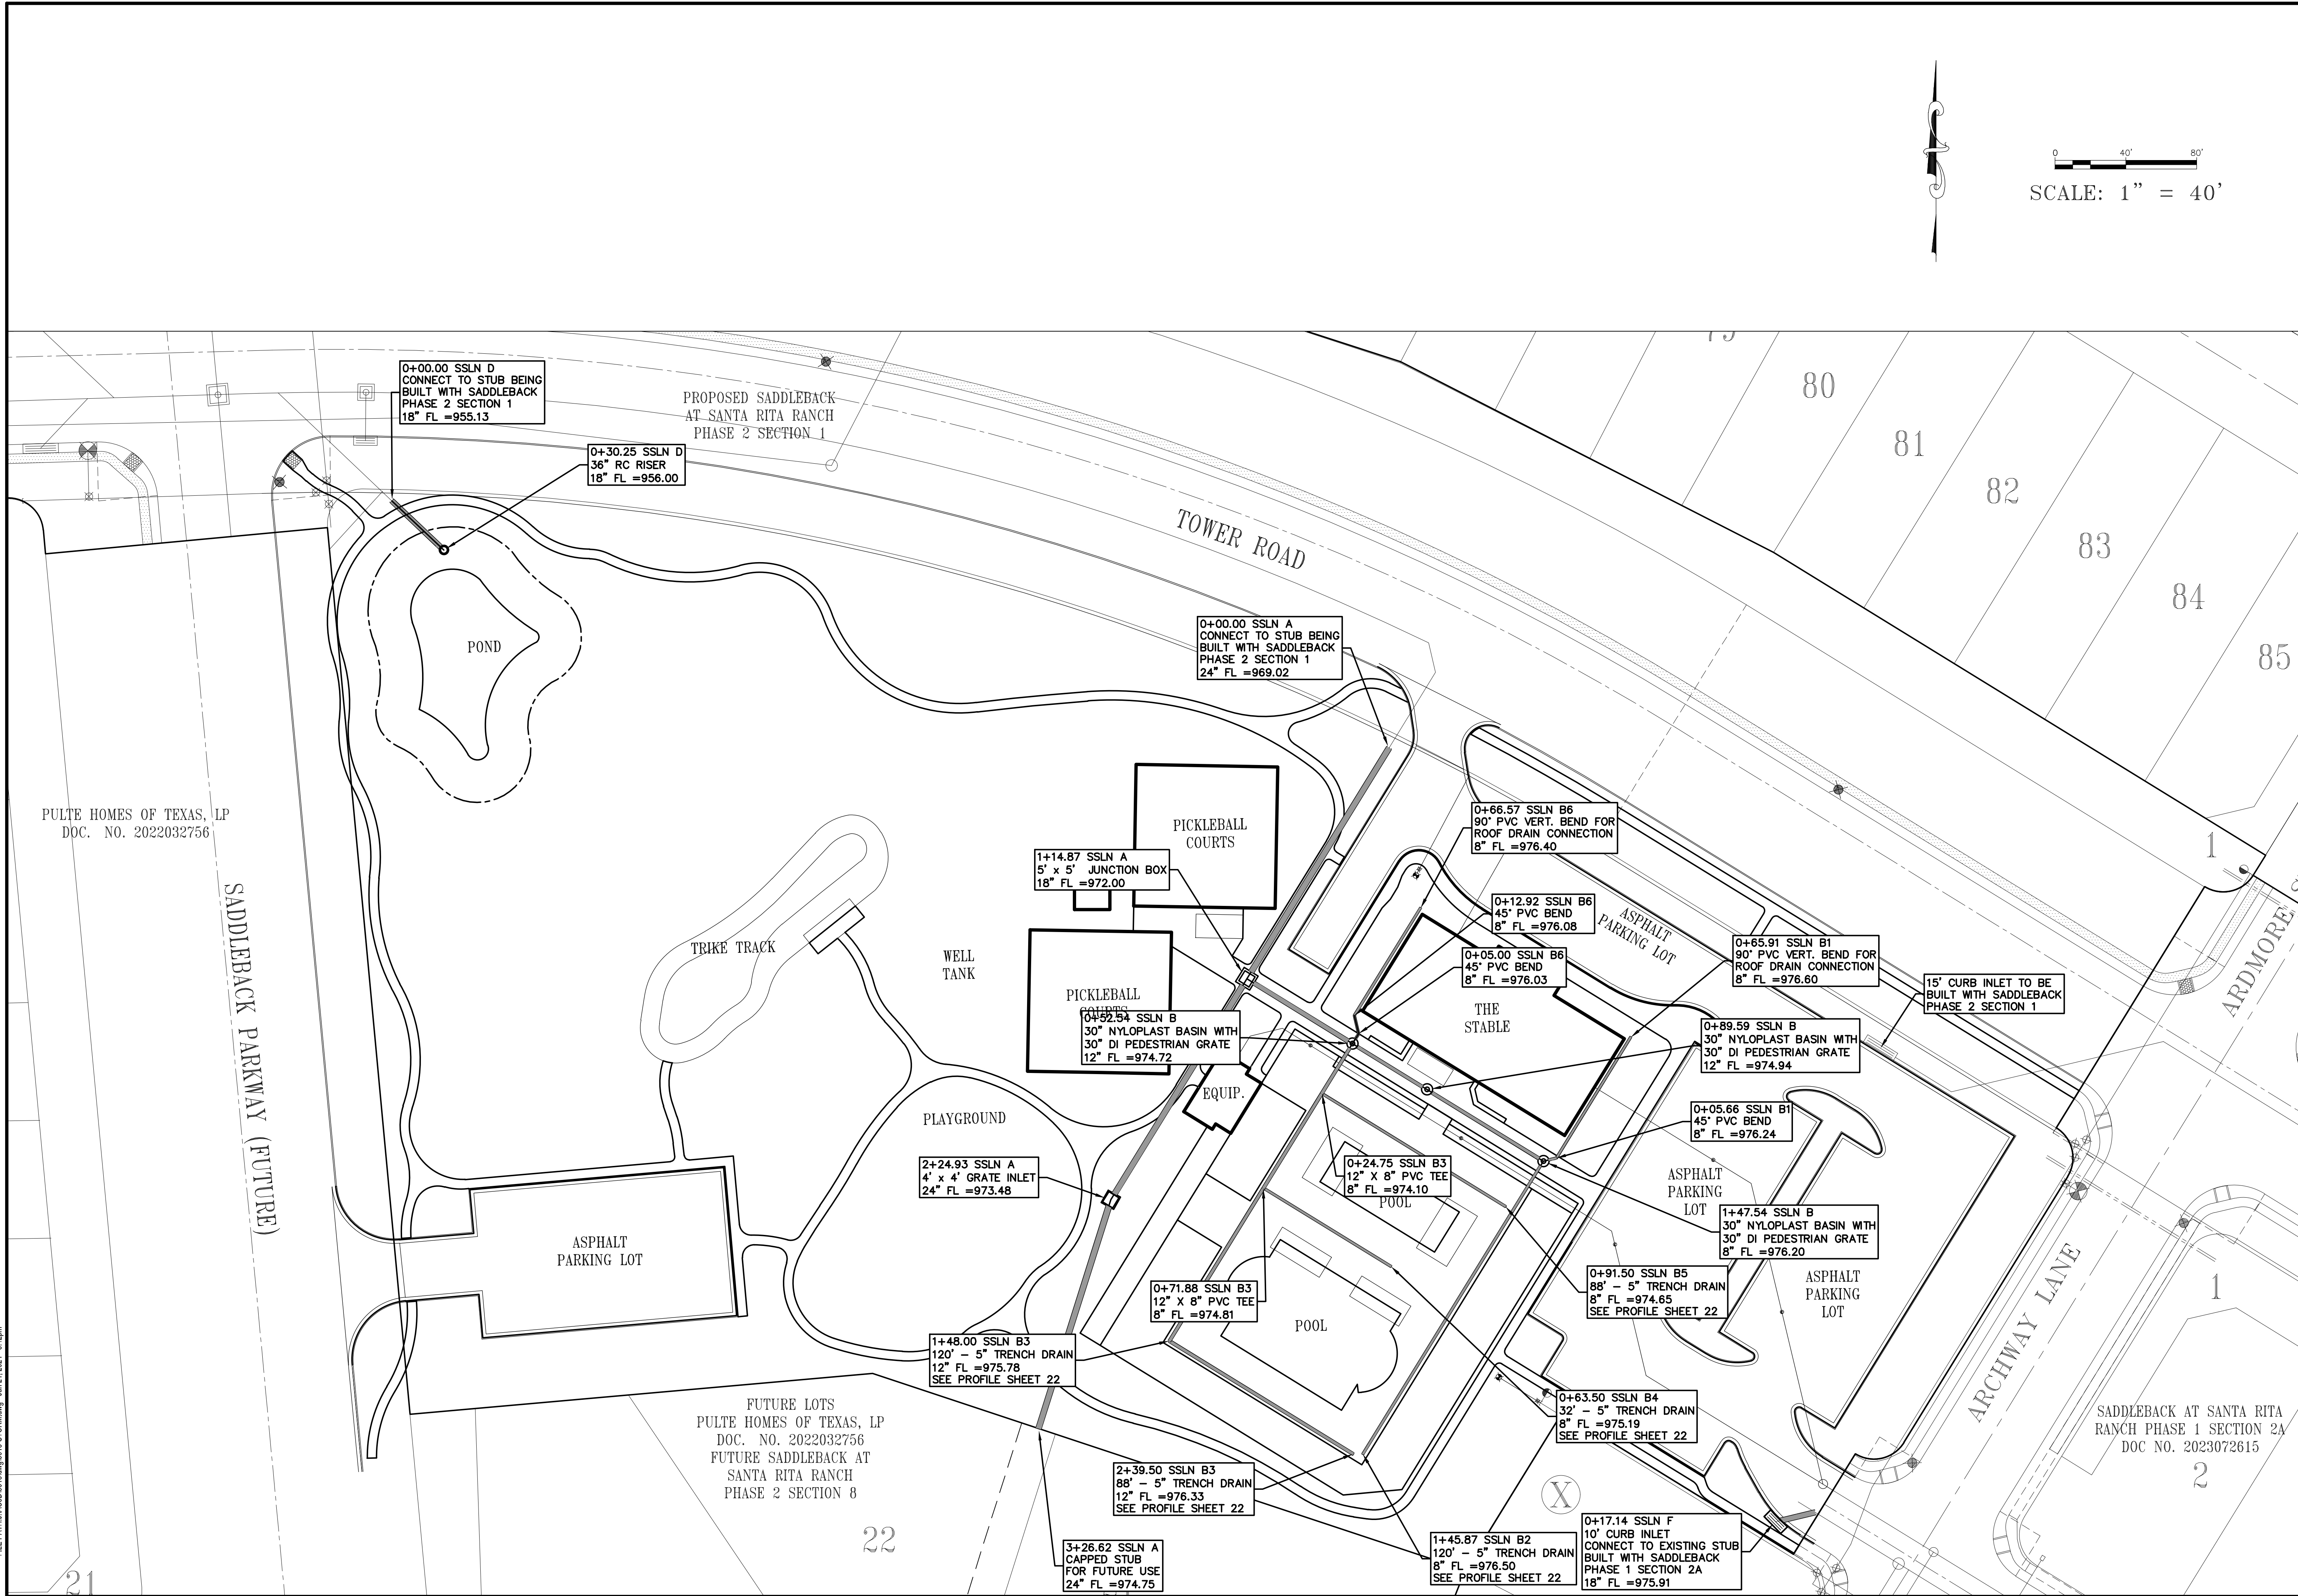 0 40' 80'
SCALE: 1" = 40'
0+00.00 SSLN D
CONNECT TO STUB BEING
BUILT WITH SADDLEBACK
PHASE 2 SECTION 1
18" FL =955.13
PROPOSED SADDLEBACK
AT SANTA RITA RANCH
PHASE 2 SECTION 1
0+30.25 SSLN D
36" RC RISER
18" FL =956.00
80
81
82
83
84
85
TOWER ROAD
POND
0+00.00 SSLN A
CONNECT TO STUB BEING
BUILT WITH SADDLEBACK
PHASE 2 SECTION 1
24" FL =969.02
PULTE HOMES OF TEXAS, LP
DOC. NO. 2022032756
SADDLEBACK PARKWAY (FUTURE)
PICKLEBALL
COURTS
0+66.57 SSLN B6
90° PVC VERT. BEND FOR
ROOF DRAIN CONNECTION
8" FL =976.40
1
1+14.87 SSLN A
5' x 5' JUNCTION BOX
18" FL =972.00
0+12.92 SSLN B6
45° PVC BEND
8" FL =976.08
ASPHALT
PARKING LOT
ARDMORE
0+05.00 SSLN B6
45° PVC BEND
8" FL =976.03
0+65.91 SSLN B1
90° PVC VERT. BEND FOR
ROOF DRAIN CONNECTION
8" FL =976.60
15' CURB INLET TO BE
BUILT WITH SADDLEBACK
PHASE 2 SECTION 1
TRIKE TRACK
WELL
TANK
PICKLEBALL
COURTS
0+52.54 SSLN B
30" NYLOPLAST BASIN WITH
30" DI PEDESTRIAN GRATE
12" FL =974.72
THE
STABLE
0+89.59 SSLN B
30" NYLOPLAST BASIN WITH
30" DI PEDESTRIAN GRATE
12" FL =974.94
EQUIP.
PLAYGROUND
0+05.66 SSLN B1
45° PVC BEND
8" FL =976.24
2+24.93 SSLN A
4' x 4' GRATE INLET
24" FL =973.48
0+24.75 SSLN B3
12" X 8" PVC TEE
8" FL =974.10
POOL
ASPHALT
PARKING
LOT
1+47.54 SSLN B
30" NYLOPLAST BASIN WITH
30" DI PEDESTRIAN GRATE
8" FL =976.20
ASPHALT
PARKING LOT
0+71.88 SSLN B3
12" X 8" PVC TEE
8" FL =974.81
0+91.50 SSLN B5
88' - 5" TRENCH DRAIN
8" FL =974.65
SEE PROFILE SHEET 22
ASPHALT
PARKING
LOT
ARCHWAY LANE
1
POOL
1+48.00 SSLN B3
120' - 5" TRENCH DRAIN
12" FL =975.78
SEE PROFILE SHEET 22
0+63.50 SSLN B4
32' - 5" TRENCH DRAIN
8" FL =975.19
SEE PROFILE SHEET 22
FUTURE LOTS
PULTE HOMES OF TEXAS, LP
DOC. NO. 2022032756
FUTURE SADDLEBACK AT
SANTA RITA RANCH
PHASE 2 SECTION 8
SADDLEBACK AT SANTA RITA
RANCH PHASE 1 SECTION 2A
DOC NO. 2023072615
2
2+39.50 SSLN B3
88' - 5" TRENCH DRAIN
12" FL =976.33
SEE PROFILE SHEET 22
X
22
21
3+26.62 SSLN A
CAPPED STUB
FOR FUTURE USE
24" FL =974.75
1+45.87 SSLN B2
120' - 5" TRENCH DRAIN
8" FL =976.50
SEE PROFILE SHEET 22
0+17.14 SSLN F
10' CURB INLET
CONNECT TO EXISTING STUB
BUILT WITH SADDLEBACK
PHASE 1 SECTION 2A
18" FL =975.91